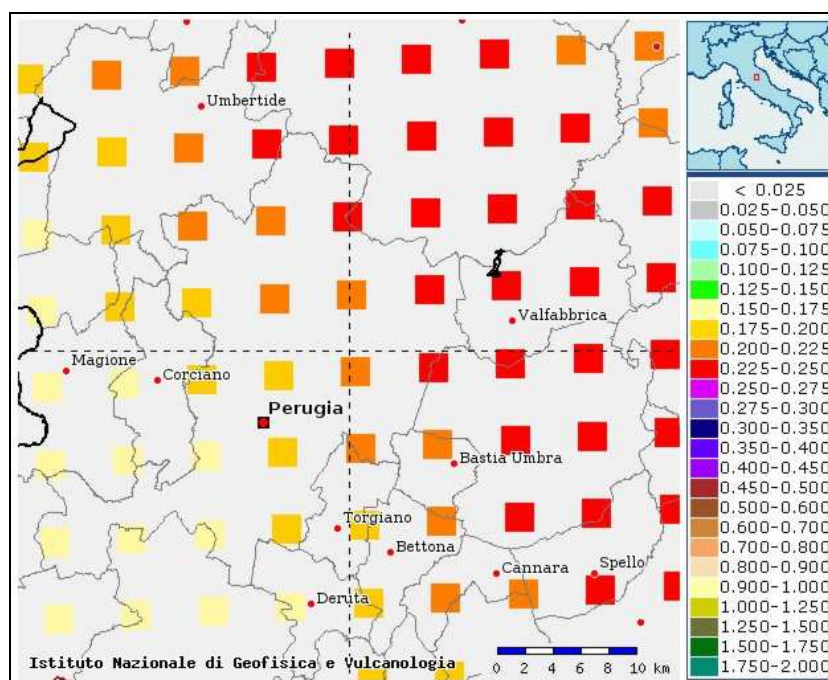 Umbertide
Valfabbrica
Magione
Corciano
Perugia
Bastia Umbra
Torgiano
Bettona
Cannara
Spello
Deruta
Istituto Nazionale di Geofisica e Vulcanologia
0 2 4 6 8 10 km
< 0.025
0.025-0.050
0.050-0.075
0.075-0.100
0.100-0.125
0.125-0.150
0.150-0.175
0.175-0.200
0.200-0.225
0.225-0.250
0.250-0.275
0.275-0.300
0.300-0.350
0.350-0.400
0.400-0.450
0.450-0.500
0.500-0.600
0.600-0.700
0.700-0.800
0.800-0.900
0.900-1.000
1.000-1.250
1.250-1.500
1.500-1.750
1.750-2.000